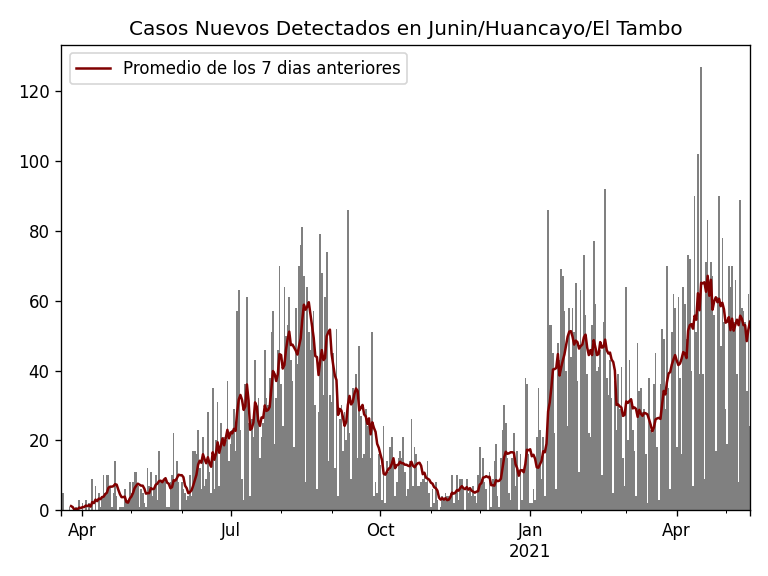 Casos Nuevos Detectados en Junin/Huancayo/El Tambo
Promedio de los 7 dias anteriores
120
100
80
60
40
20
0
Apr Jul Oct Jan Apr
2021